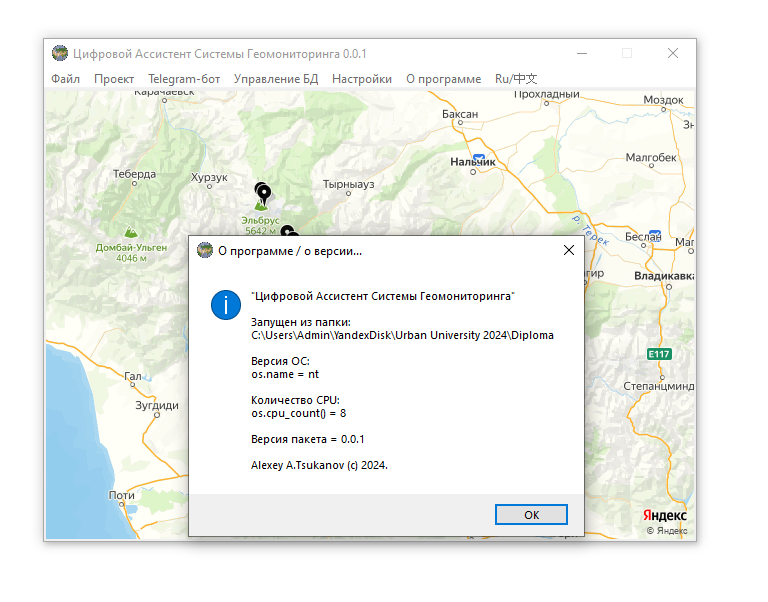 Цифровой Ассистент Системы Геомониторинга 0.0.1
Файл Проект Telegram-бот Управление БД Настройки О программе Ru/中文
Карачаевск
Прохладный
Моздок
Баксан
Нальчик
Малгобек
Теберда
Хурзук
Тырныауз
Эльбрус
5642 м
р. Терек
Домбай-Ульген
4046 м
Беслан
Владикавка
E117
Степанцминд
Гал
Зугдиди
Поти
О программе / о версии...
"Цифровой Ассистент Системы Геомониторинга"
Запущен из папки:
C:\Users\Admin\YandexDisk\Urban University 2024\Diploma
Версия ОС:
os.name = nt
Количество CPU:
os.cpu_count() = 8
Версия пакета = 0.0.1
Alexey A.Tsukanov (c) 2024.
OK
Яндекс
© Яндекс